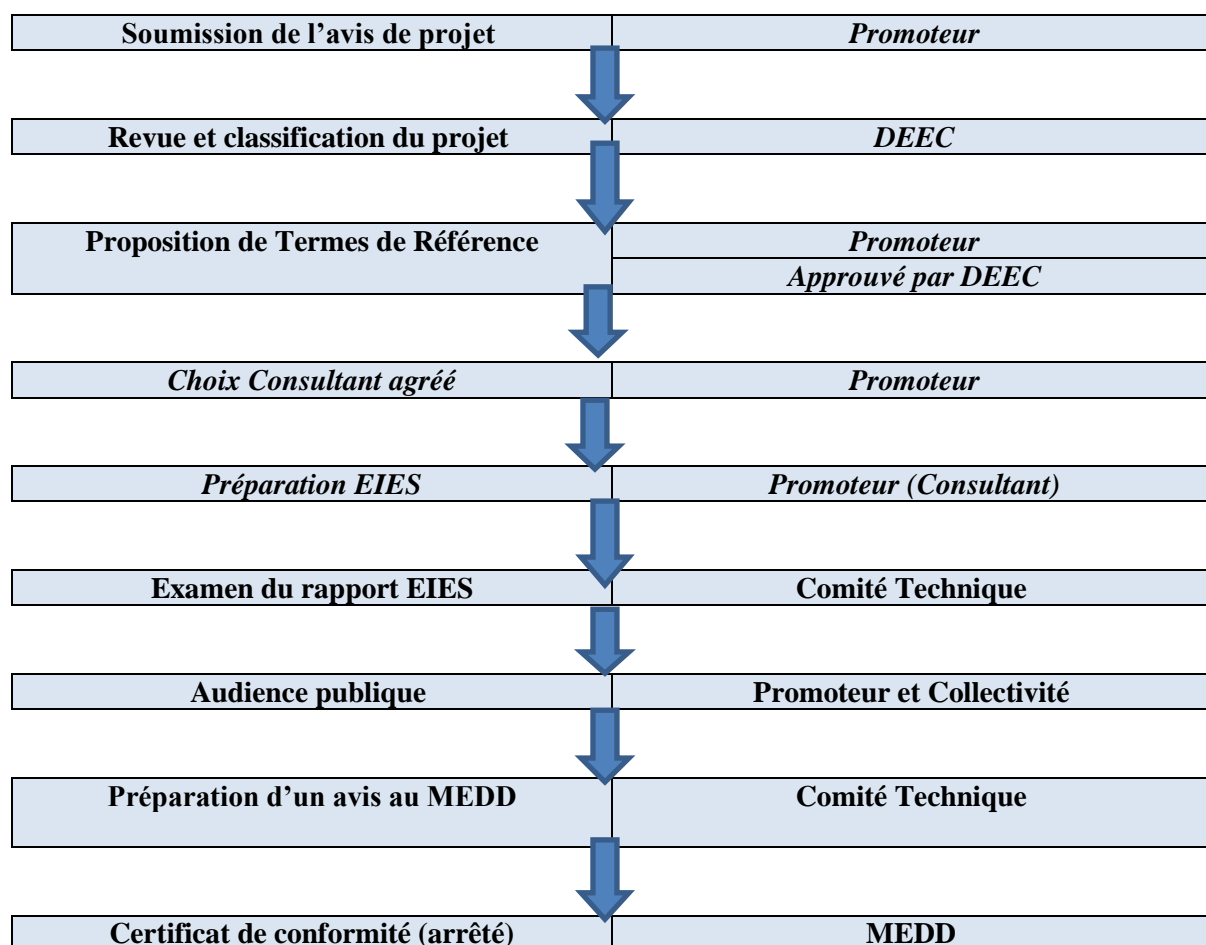 Soumission de l’avis de projet
Promoteur
Revue et classification du projet
DEEC
Proposition de Termes de Référence
Promoteur
Approuvé par DEEC
Choix Consultant agréé
Promoteur
Préparation EIES
Promoteur (Consultant)
Examen du rapport EIES
Comité Technique
Audience publique
Promoteur et Collectivité
Préparation d’un avis au MEDD
Comité Technique
Certificat de conformité (arrêté)
MEDD